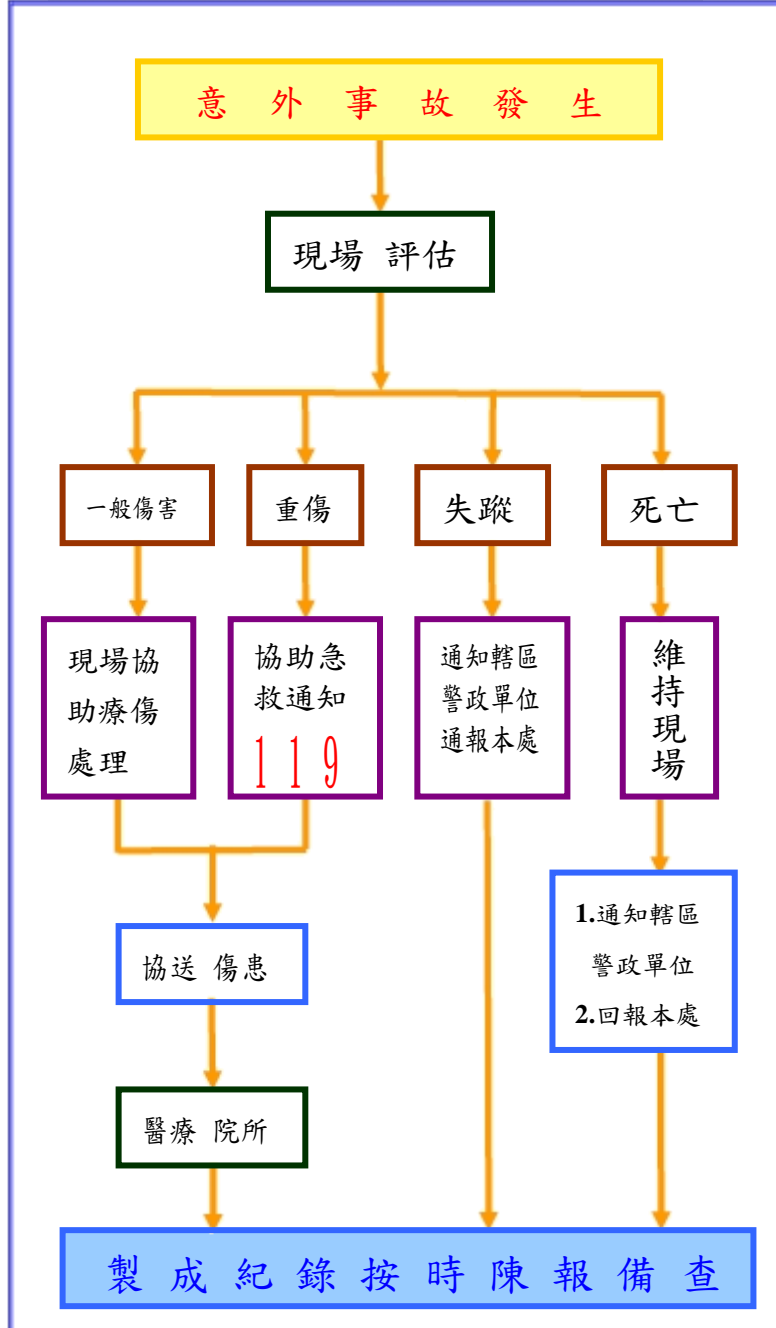 意外事故發生
現場 評估
一般傷害
重傷
失蹤
死亡
現場協
助療傷
處理
協助急
救通知
119
通知轄區
警政單位
通報本處
維持現場
1.通知轄區
警政單位
2.回報本處
協送 傷患
醫療 院所
製成紀錄按時陳報備查